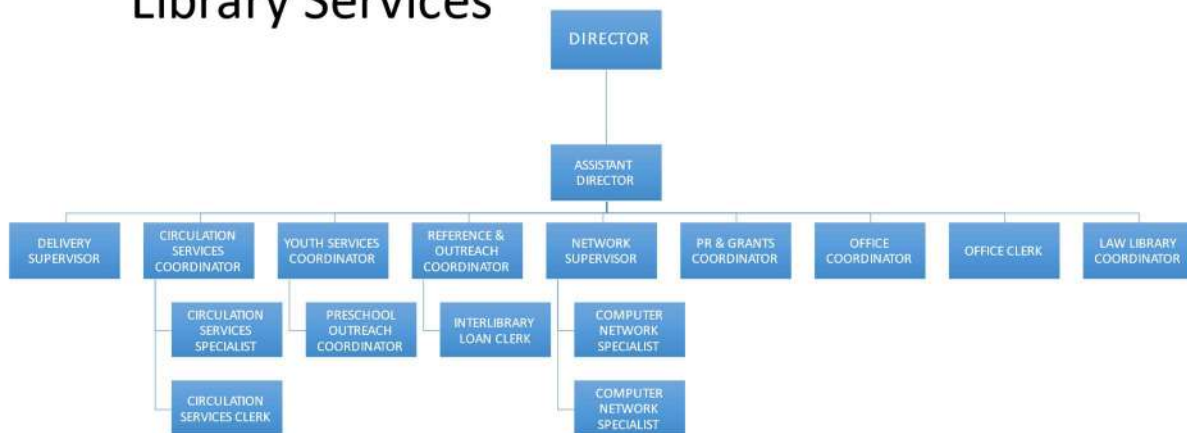 Library Services
DIRECTOR
ASSISTANT
DIRECTOR
DELIVERY
SUPERVISOR
CIRCULATION
SERVICES
COORDINATOR
YOUTH SERVICES
COORDINATOR
REFERENCE &
OUTREACH
COORDINATOR
NETWORK
SUPERVISOR
PR & GRANTS
COORDINATOR
OFFICE
COORDINATOR
OFFICE CLERK
LAW LIBRARY
COORDINATOR
CIRCULATION
SERVICES
SPECIALIST
PRESCHOOL
OUTREACH
COORDINATOR
INTERLIBRARY
LOAN CLERK
COMPUTER
NETWORK
SPECIALIST
CIRCULATION
SERVICES CLERK
COMPUTER
NETWORK
SPECIALIST